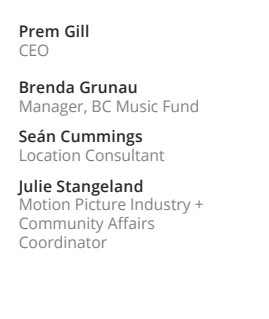 Prem Gill
CEO
Brenda Grunau
Manager, BC Music Fund
Seán Cummings
Location Consultant
Julie Stangeland
Motion Picture Industry +
Community Affairs
Coordinator